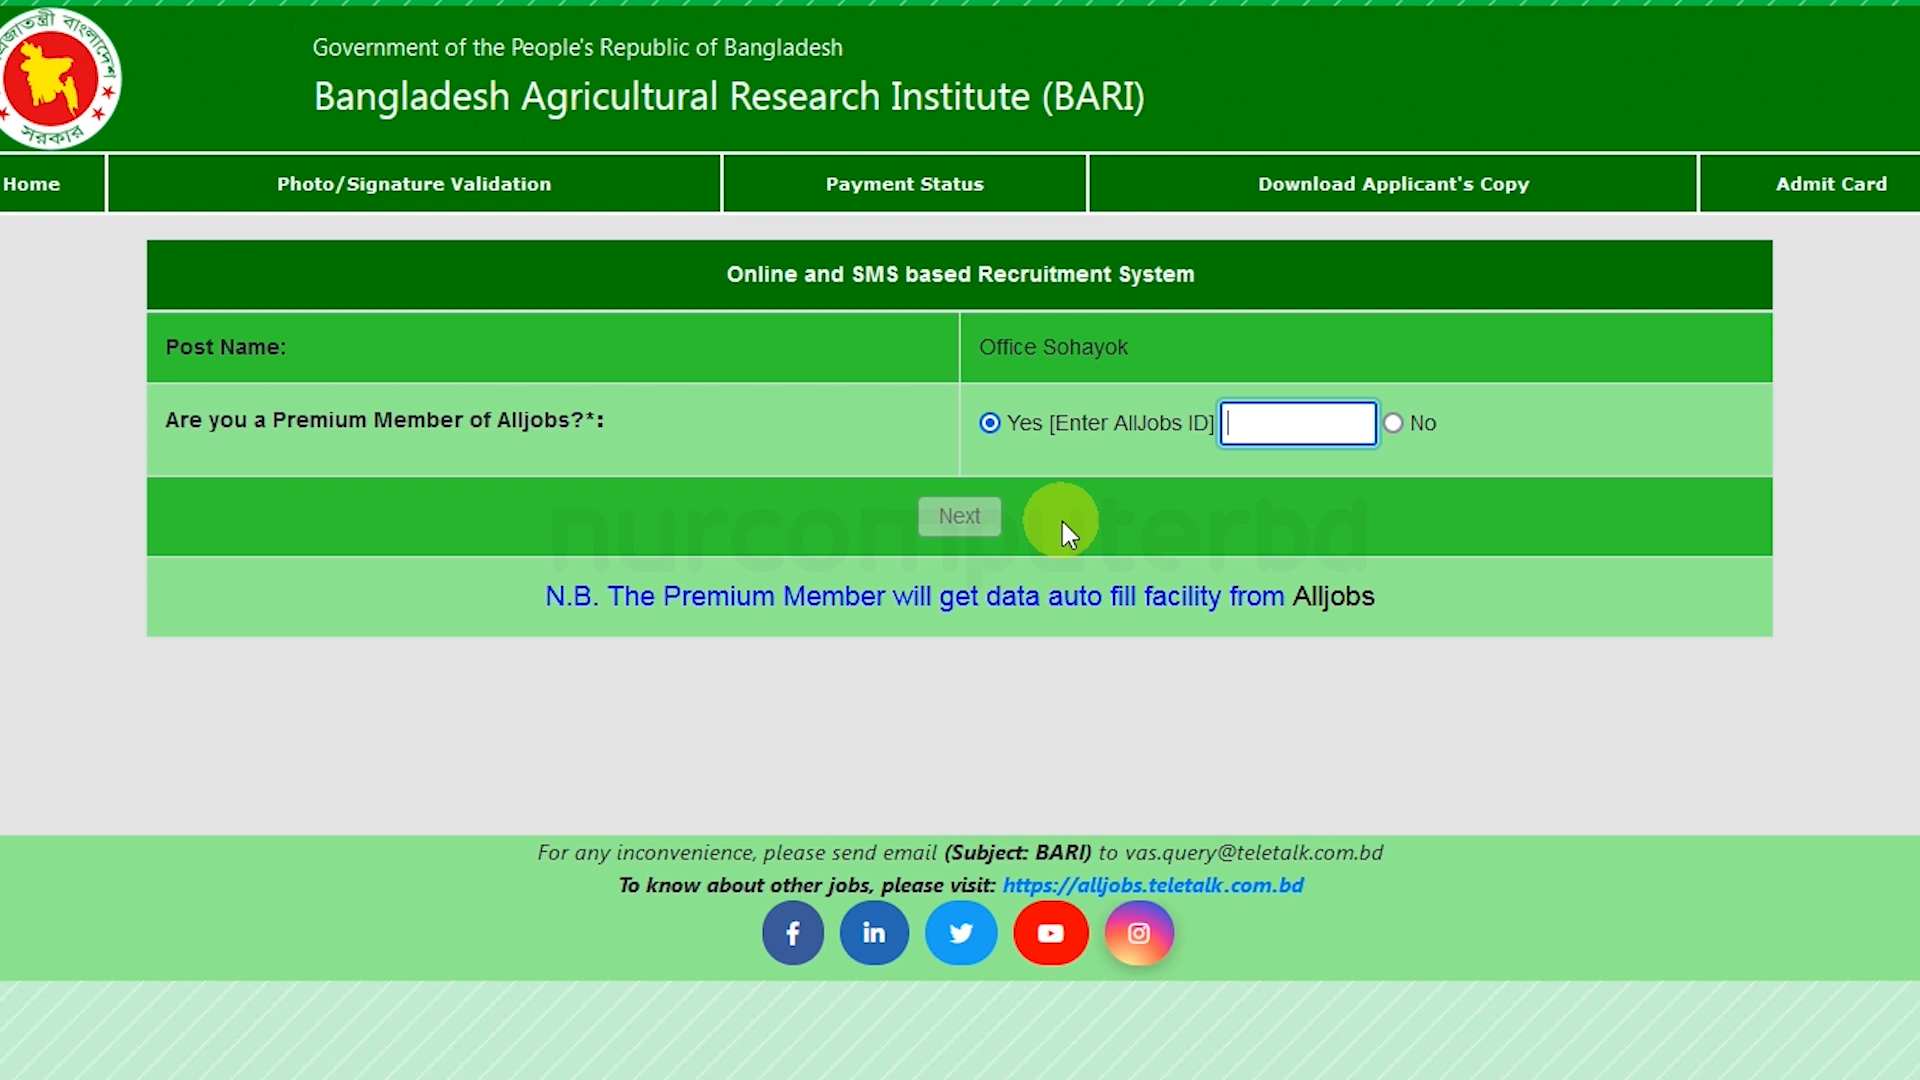 Government of the People's Republic of Bangladesh
Bangladesh Agricultural Research Institute (BARI)
সরকার
Home Photo/Signature Validation Payment Status Download Applicant's Copy Admit Card
Online and SMS based Recruitment System
Post Name: Office Sohayok
Are you a Premium Member of Alljobs?*: Yes [Enter AllJobs ID] No
Next
nurcomputerbd
N.B. The Premium Member will get data auto fill facility from Alljobs
For any inconvenience, please send email (Subject: BARI) to vas.query@teletalk.com.bd
To know about other jobs, please visit: https://alljobs.teletalk.com.bd